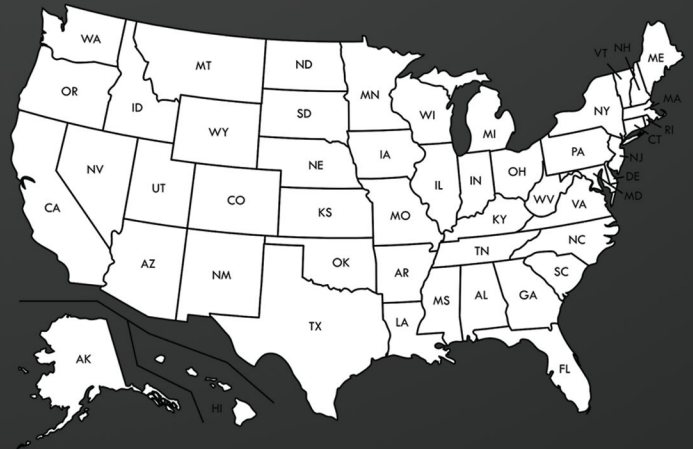 WA
MT
ND
MN
ME
VT
NH
OR
ID
SD
WI
MI
NY
MA
RI
CT
WY
IA
PA
NJ
NV
UT
CO
NE
IL
IN
OH
DE
MD
CA
KS
MO
WV
VA
KY
AZ
NM
OK
AR
TN
NC
SC
TX
LA
MS
AL
GA
FL
AK
HI